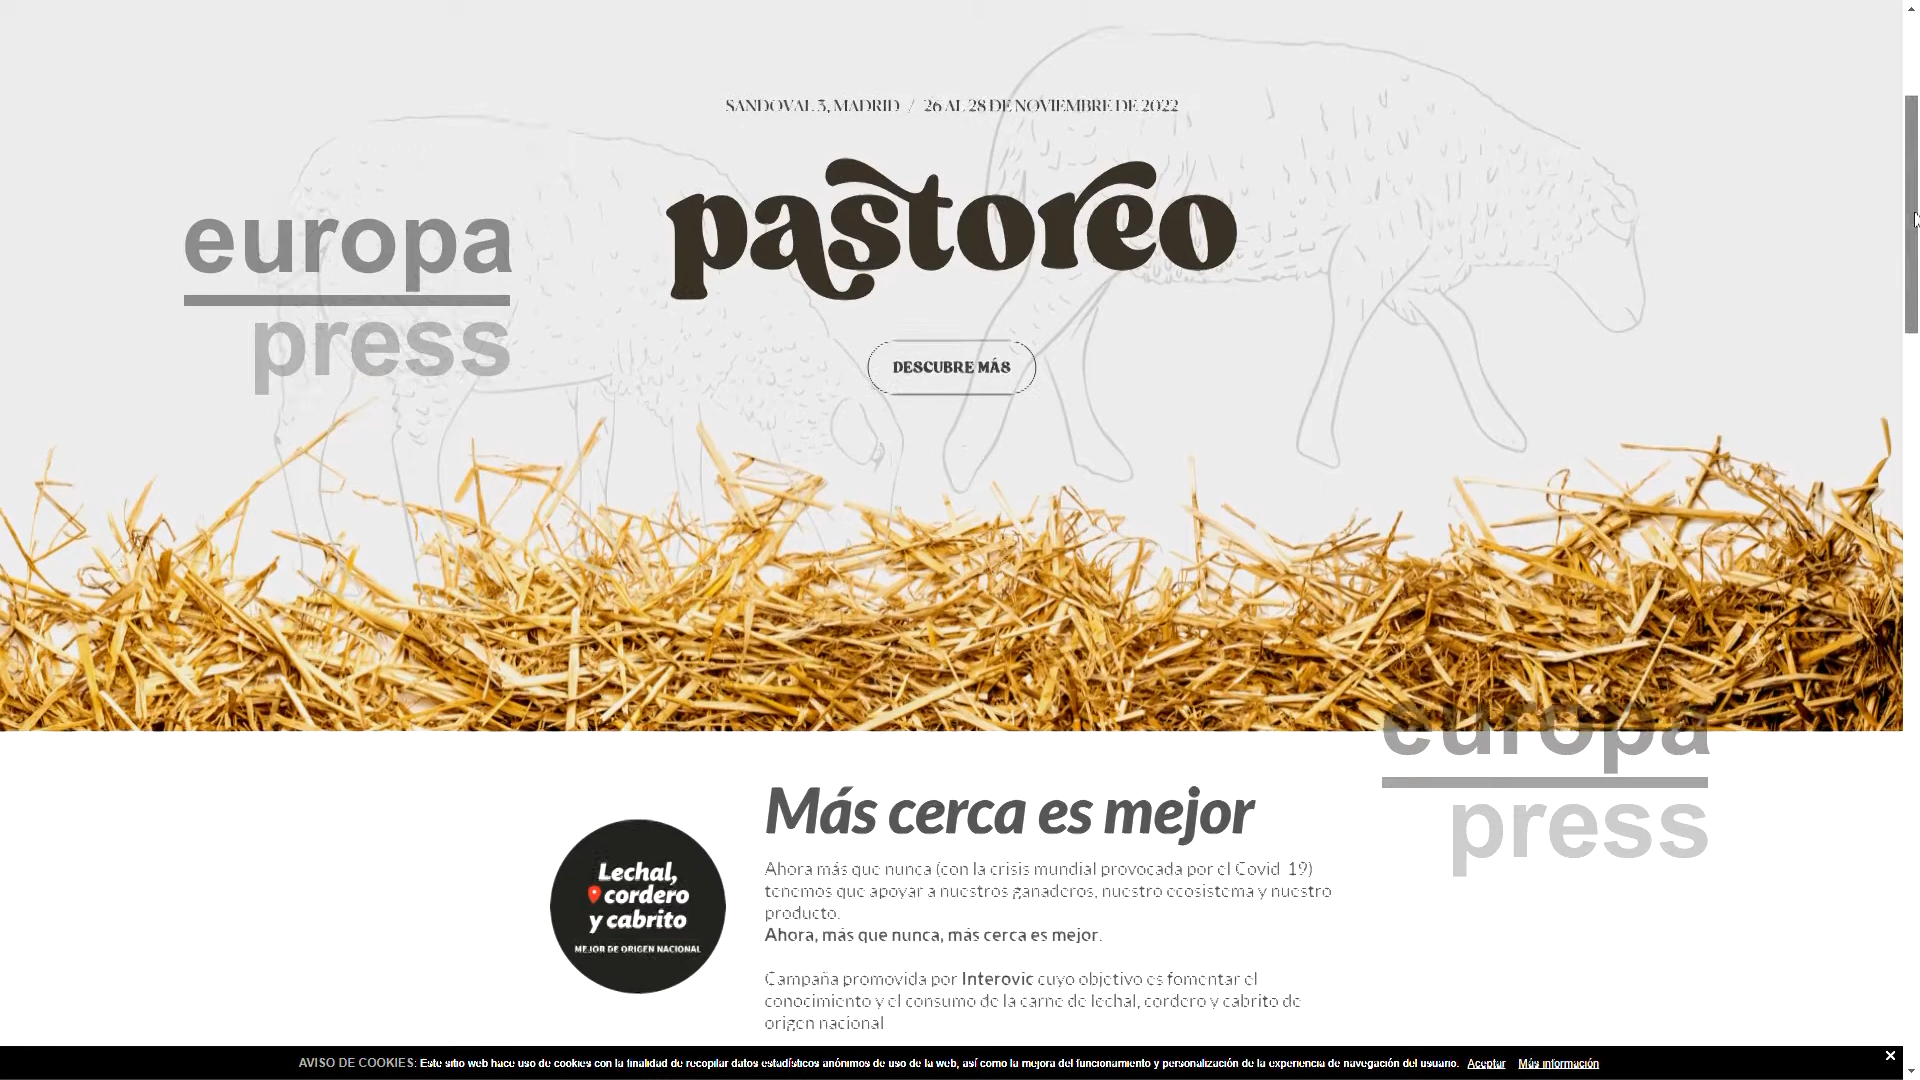 SANDOVAL 3, MADRID / 26 AL 28 DE NOVIEMBRE DE 2022
pastoreo
europa
press
DESCUBRE MÁS
europa
press
Más cerca es mejor
Lechal,
cordero
y cabrito
MEJOR DE ORIGEN NACIONAL
Ahora más que nunca (con la crisis mundial provocada por el Covid-19)
tenemos que apoyar a nuestros ganaderos, nuestro ecosistema y nuestro
producto.
Ahora, más que nunca, más cerca es mejor.
Campaña promovida por Interovic cuyo objetivo es fomentar el
conocimiento y el consumo de la carne de lechal, cordero y cabrito de
origen nacional
AVISO DE COOKIES: Este sitio web hace uso de cookies con la finalidad de recopilar datos estadísticos anónimos de uso de la web, así como la mejora del funcionamiento y personalización de la experiencia de navegación del usuario. Aceptar Más información